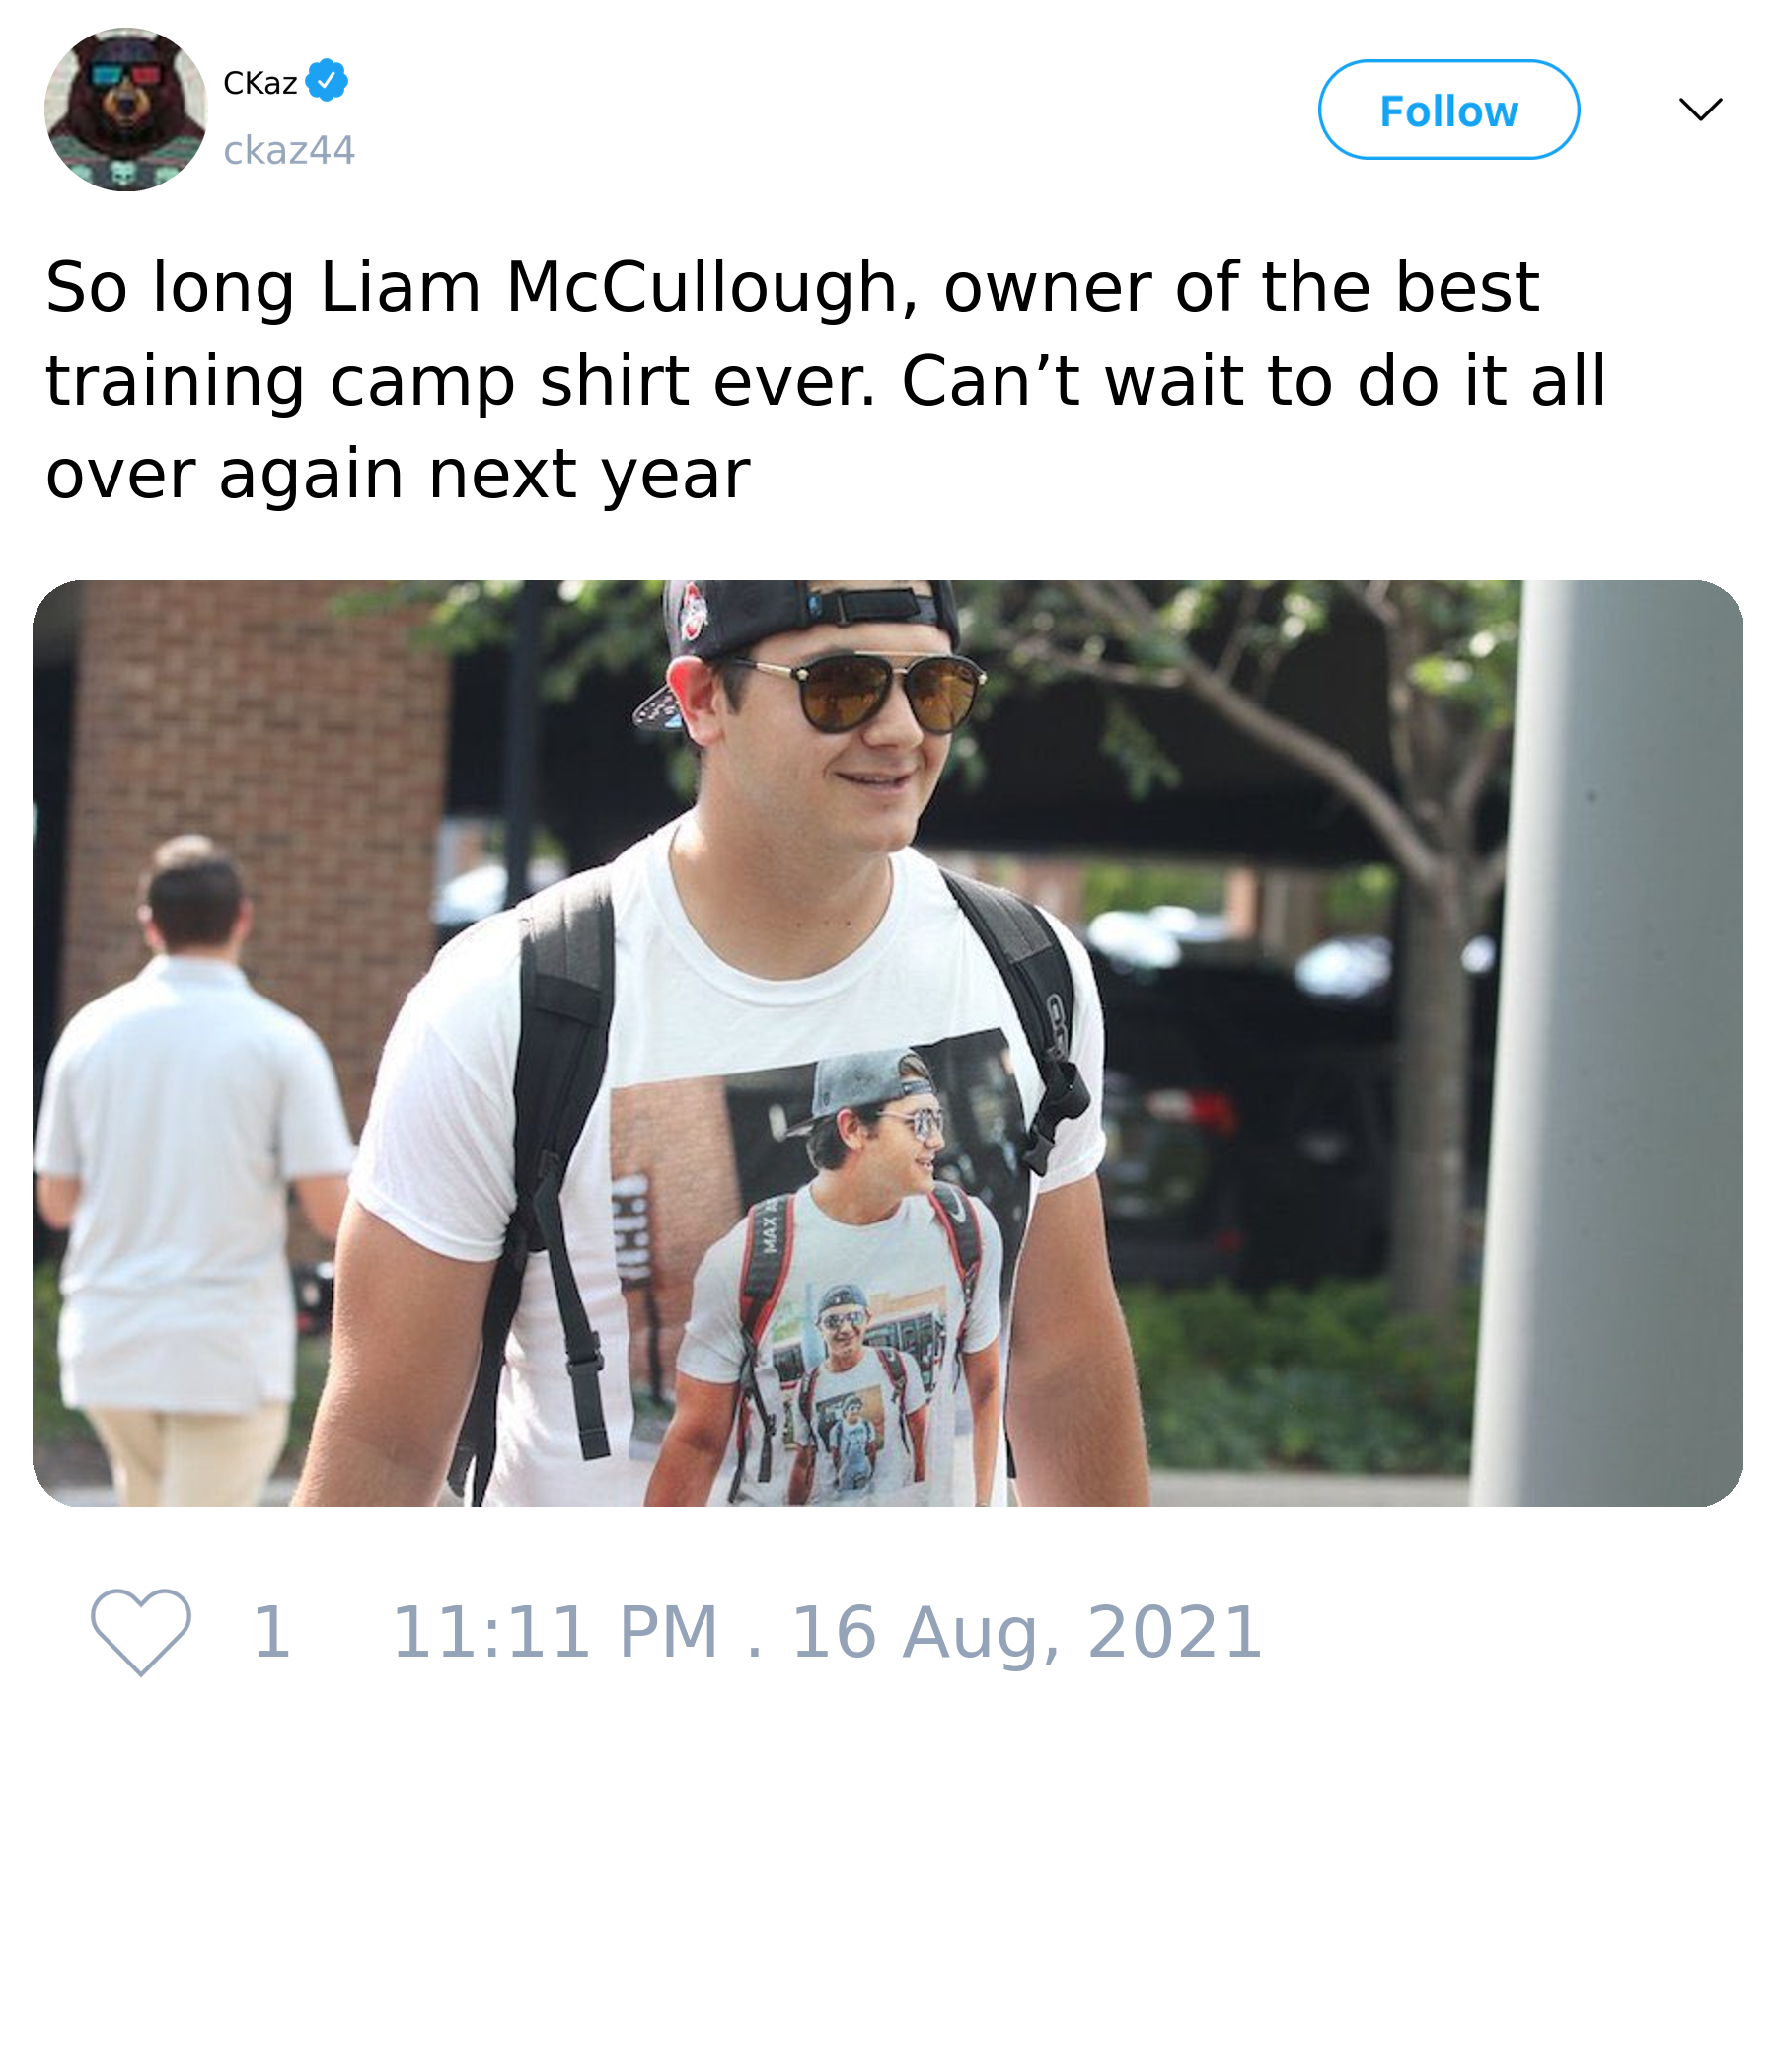 CKaz
ckaz44
Follow
So long Liam McCullough, owner of the best
training camp shirt ever. Can’t wait to do it all
over again next year
MAX A
1
11:11 PM . 16 Aug, 2021